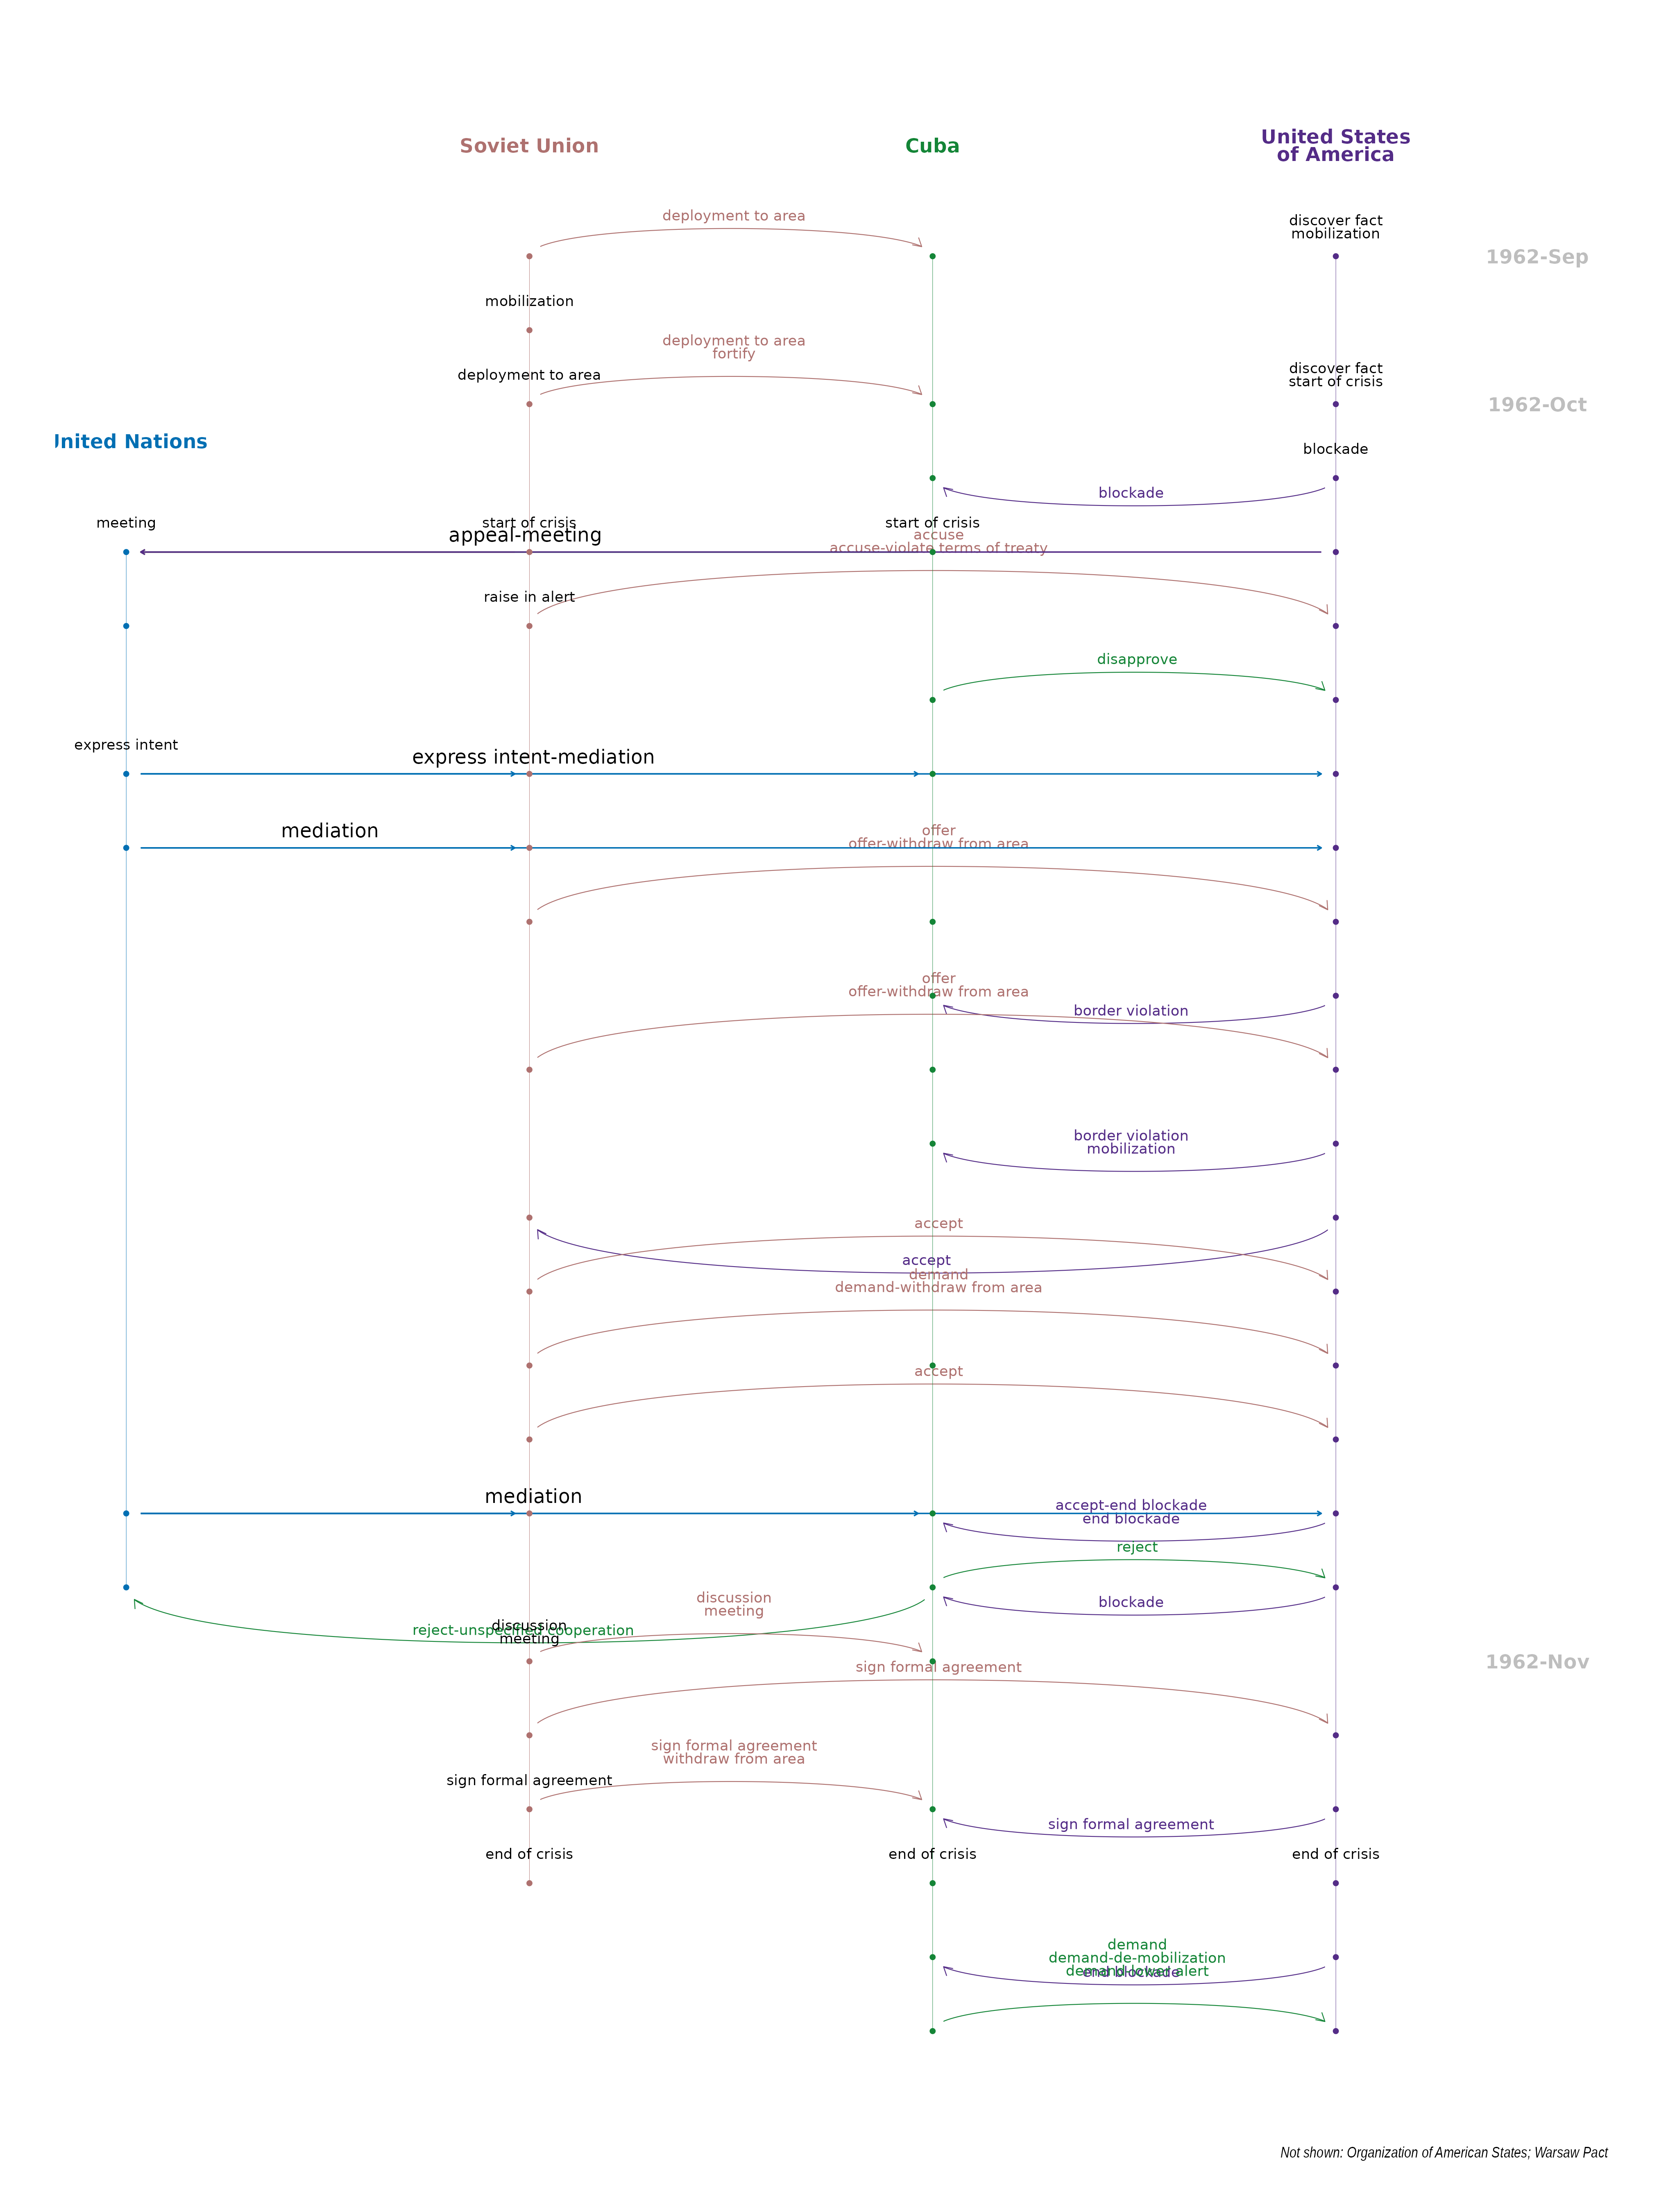 United States
of America
Soviet Union
Cuba
deployment to area
discover fact
mobilization
1962-Sep
mobilization
deployment to area
fortify
deployment to area
discover fact
start of crisis
1962-Oct
United Nations
blockade
blockade
meeting
start of crisis
start of crisis
appeal-meeting
accuse
accuse-violate terms of treaty
raise in alert
disapprove
express intent
express intent-mediation
mediation
offer
offer-withdraw from area
offer
offer-withdraw from area
border violation
border violation
mobilization
accept
accept
demand
demand-withdraw from area
accept
mediation
accept-end blockade
end blockade
reject
discussion
meeting
blockade
discussion
meeting
reject-unspecified cooperation
1962-Nov
sign formal agreement
sign formal agreement
withdraw from area
sign formal agreement
sign formal agreement
end of crisis
end of crisis
end of crisis
demand
demand-de-mobilization
demand-lower alert
end blockade
Not shown: Organization of American States; Warsaw Pact